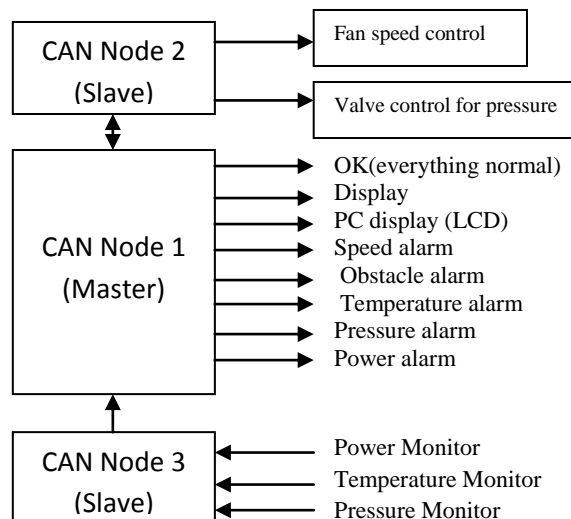 CAN Node 2
(Slave)
Fan speed control
Valve control for pressure
CAN Node 1
(Master)
OK(everything normal)
Display
PC display (LCD)
Speed alarm
Obstacle alarm
Temperature alarm
Pressure alarm
Power alarm
CAN Node 3
(Slave)
Power Monitor
Temperature Monitor
Pressure Monitor